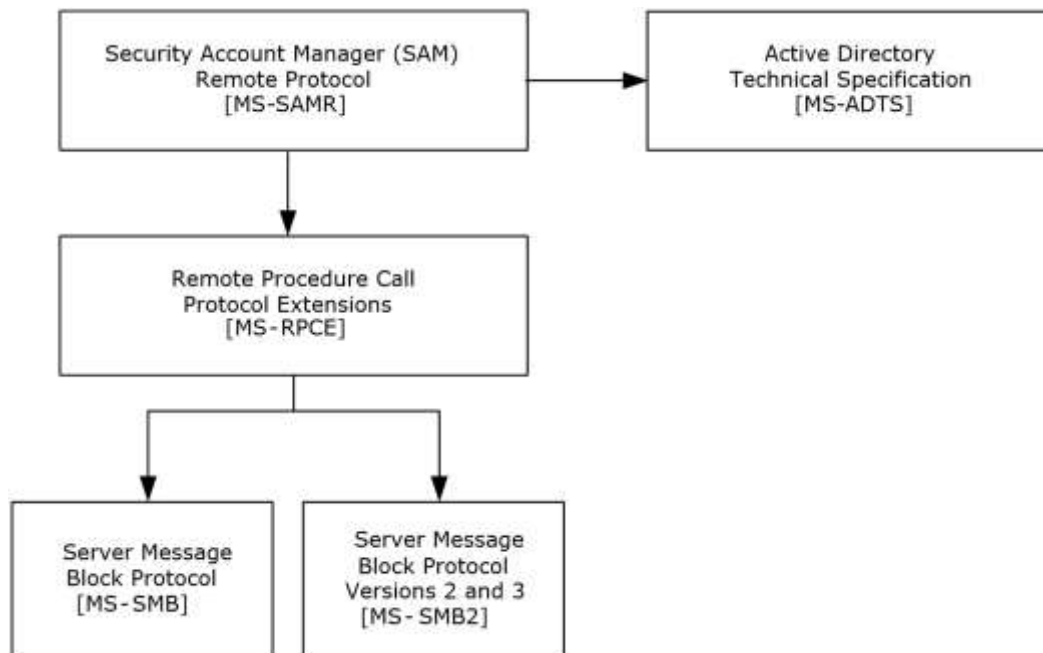 Security Account Manager (SAM)
Remote Protocol
[MS-SAMR]
Active Directory
Technical Specification
[MS-ADTS]
Remote Procedure Call
Protocol Extensions
[MS-RPCE]
Server Message
Block Protocol
[MS-SMB]
Server Message
Block Protocol
Versions 2 and 3
[MS- SMB2]